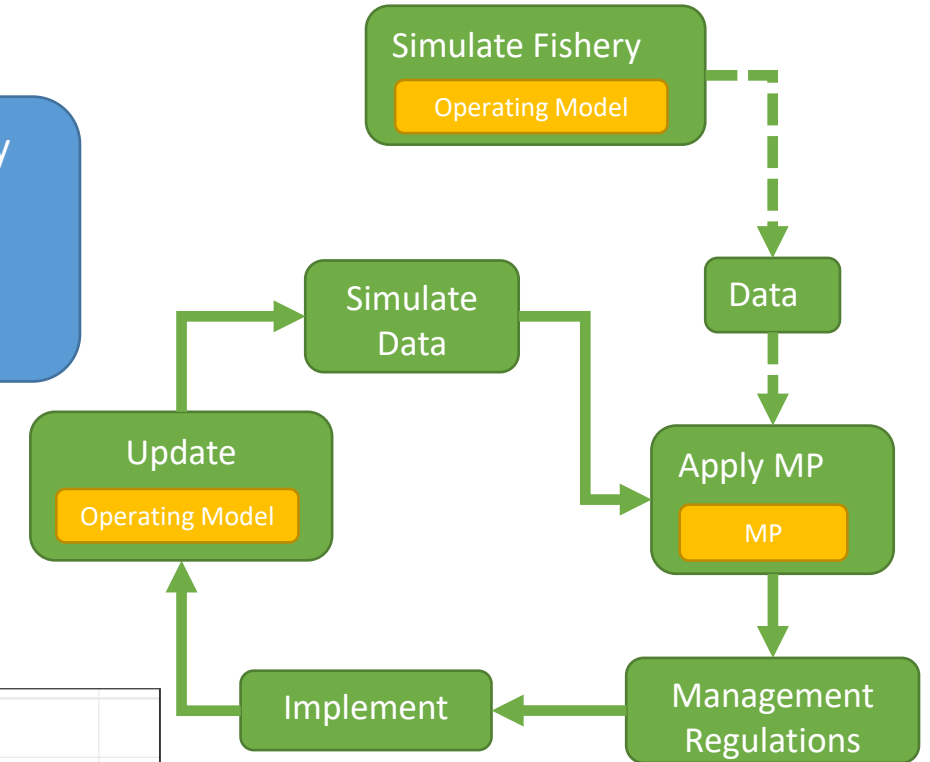 Simulate Fishery
Operating Model
Data
Simulate
Data
Update
Operating Model
Apply MP
MP
Implement
Management
Regulations